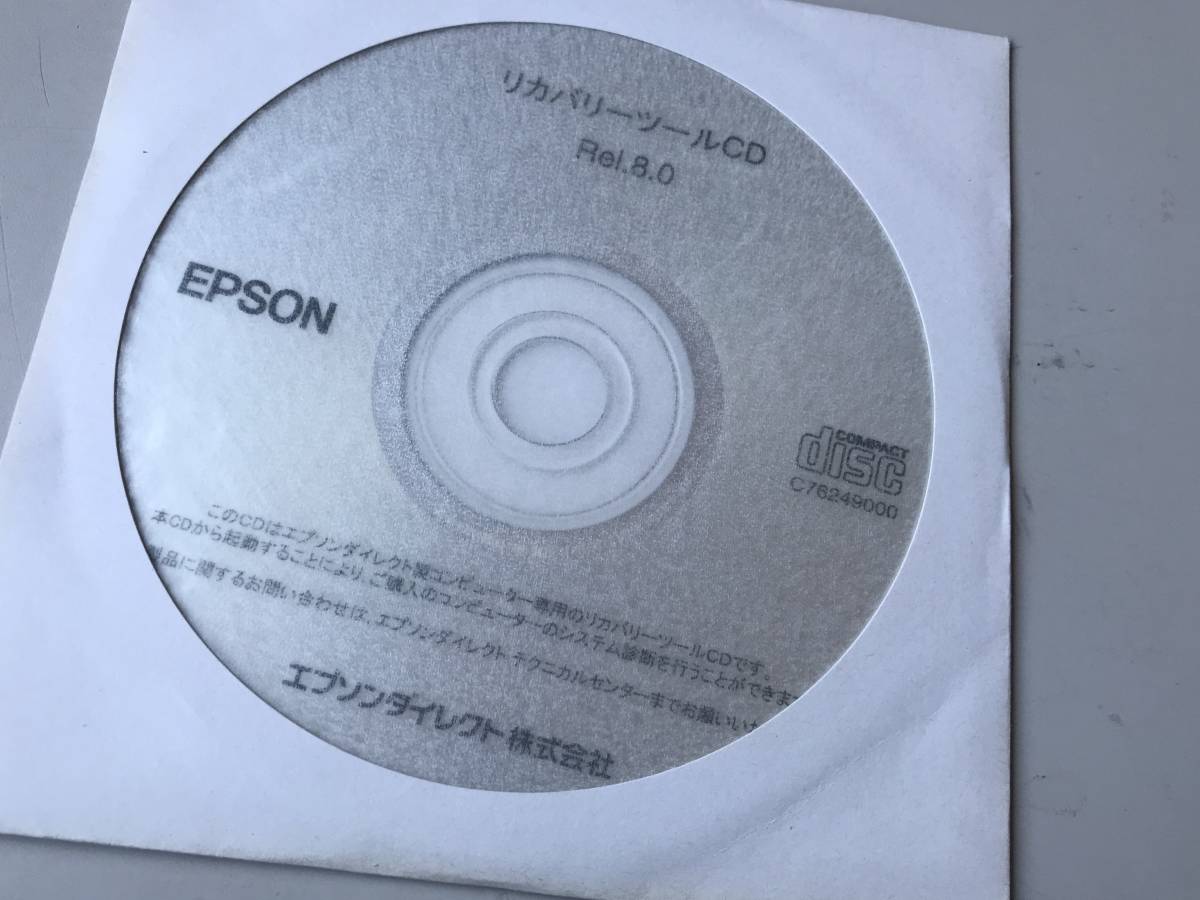 リカバリーツールCD
Rel.8.0
EPSON
COMPACT
disc
C76249000
このCDはエプソンダイレクト製コンピューター専用のリカバリーツールCDです。
本CDから起動することにより、ご購入のコンピューターのシステム診断を行うことができま
製品に関するお問い合わせは、エプソンダイレクト テクニカルセンターまでお願いいた
エプソンダイレクト株式会社